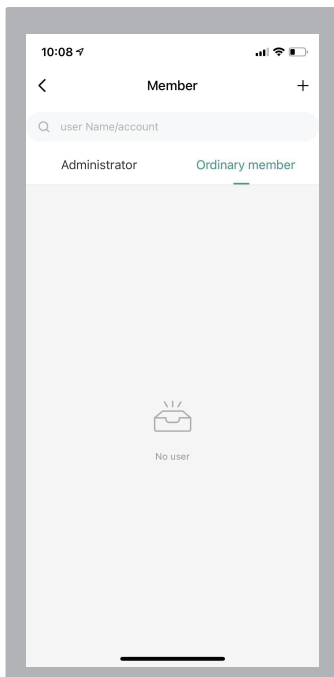 10:08
Member
user Name/account
Administrator
Ordinary member
No user